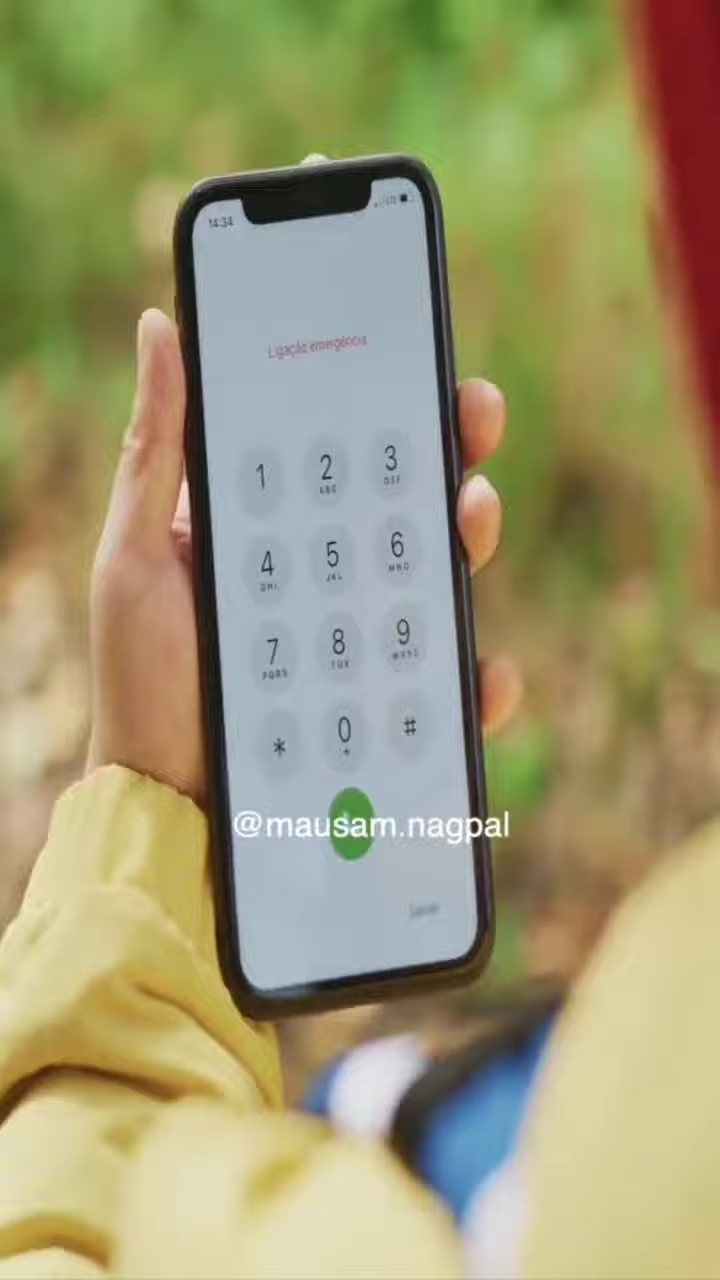 14:34
Ligação emergência
1 2 3
ABC DEF
4 5 6
GHI JKL MNO
7 8 9
PQRS TUV WXYZ
* 0 #
+
@mausam.nagpal